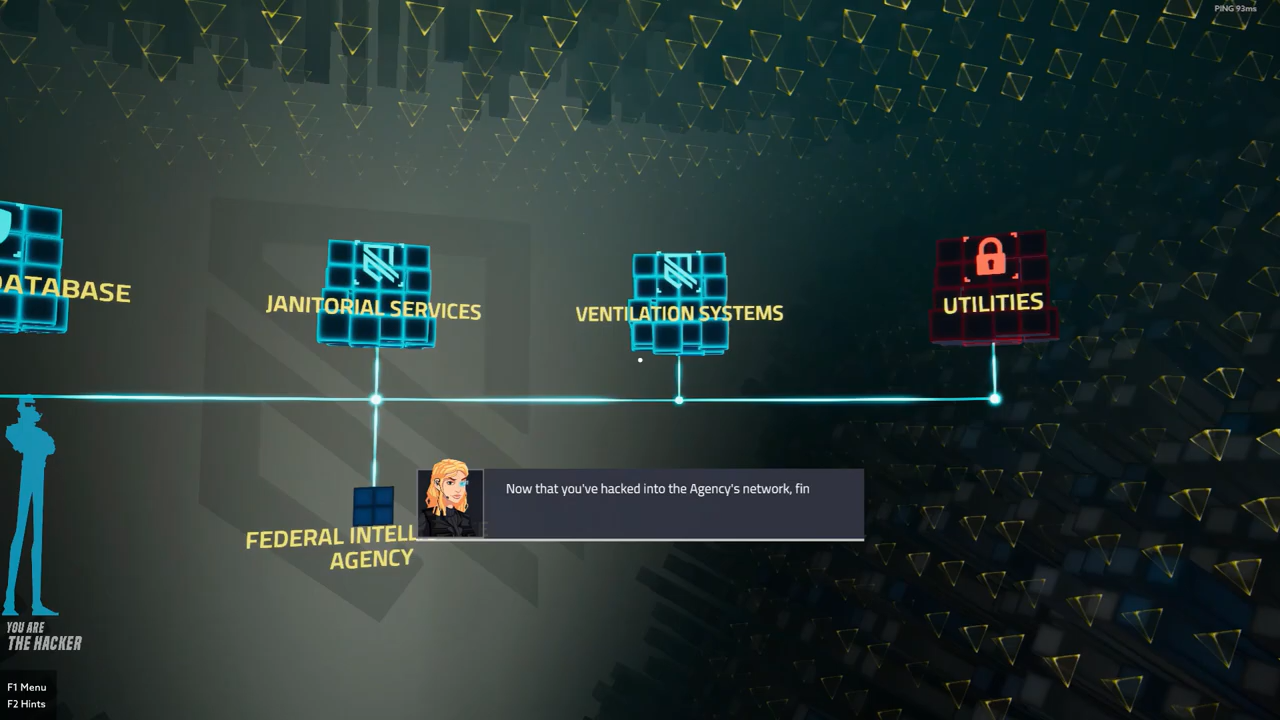 PING 93ms
DATABASE
JANITORIAL SERVICES
VENTILATION SYSTEMS
UTILITIES
Now that you've hacked into the Agency's network, fin
FEDERAL INTELL
AGENCY
YOU ARE
THE HACKER
F1 Menu
F2 Hints